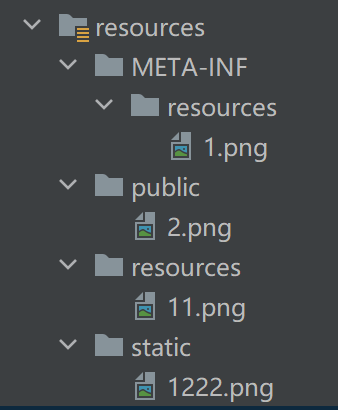 resources
META-INF
resources
1.png
public
2.png
resources
11.png
static
1222.png